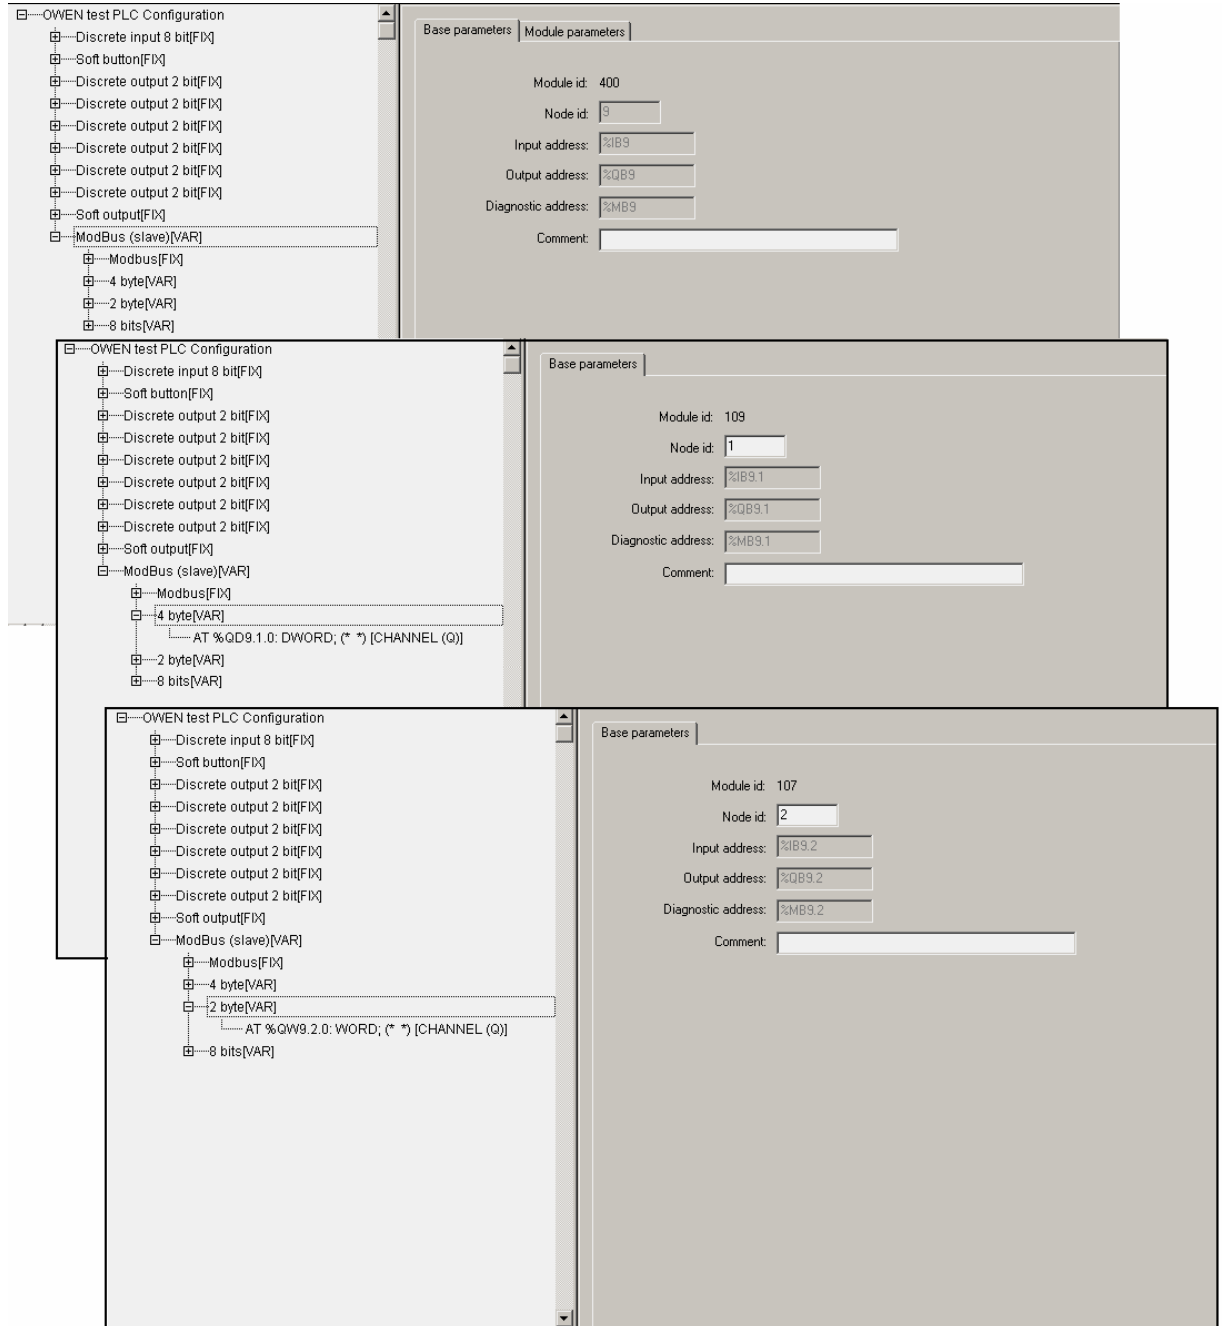 OWEN test PLC Configuration
Discrete input 8 bit[FIX]
Soft button[FIX]
Discrete output 2 bit[FIX]
Discrete output 2 bit[FIX]
Discrete output 2 bit[FIX]
Discrete output 2 bit[FIX]
Discrete output 2 bit[FIX]
Discrete output 2 bit[FIX]
Soft output[FIX]
ModBus (slave)[VAR]
Modbus[FIX]
4 byte[VAR]
2 byte[VAR]
8 bits[VAR]
Base parameters Module parameters
Module id: 400
Node id: 9
Input address: %IB9
Output address: %QB9
Diagnostic address: %MB9
Comment:
OWEN test PLC Configuration
Discrete input 8 bit[FIX]
Soft button[FIX]
Discrete output 2 bit[FIX]
Discrete output 2 bit[FIX]
Discrete output 2 bit[FIX]
Discrete output 2 bit[FIX]
Discrete output 2 bit[FIX]
Discrete output 2 bit[FIX]
Soft output[FIX]
ModBus (slave)[VAR]
Modbus[FIX]
4 byte[VAR]
AT %QD9.1.0: DWORD; (* *) [CHANNEL (Q)]
2 byte[VAR]
8 bits[VAR]
Base parameters
Module id: 109
Node id: 1
Input address: %IB9.1
Output address: %QB9.1
Diagnostic address: %MB9.1
Comment:
OWEN test PLC Configuration
Discrete input 8 bit[FIX]
Soft button[FIX]
Discrete output 2 bit[FIX]
Discrete output 2 bit[FIX]
Discrete output 2 bit[FIX]
Discrete output 2 bit[FIX]
Discrete output 2 bit[FIX]
Discrete output 2 bit[FIX]
Soft output[FIX]
ModBus (slave)[VAR]
Modbus[FIX]
4 byte[VAR]
2 byte[VAR]
AT %QW9.2.0: WORD; (* *) [CHANNEL (Q)]
8 bits[VAR]
Base parameters
Module id: 107
Node id: 2
Input address: %IB9.2
Output address: %QB9.2
Diagnostic address: %MB9.2
Comment: